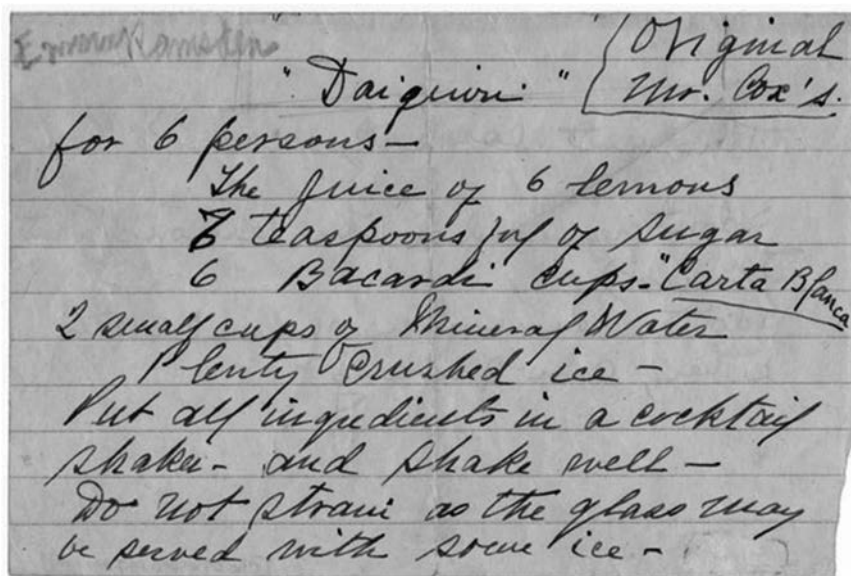 "Daiquiri"
Original
Mr. Cox's.
for 6 persons—
The juice of 6 lemons
6 teaspoonsful of sugar
6 Bacardi cups—"Carta Blanca
2 small cups of Mineral Water
Plenty crushed ice—
Put all ingredients in a cocktail
shaker— and shake well—
Do not strain as the glass may
be served with some ice—